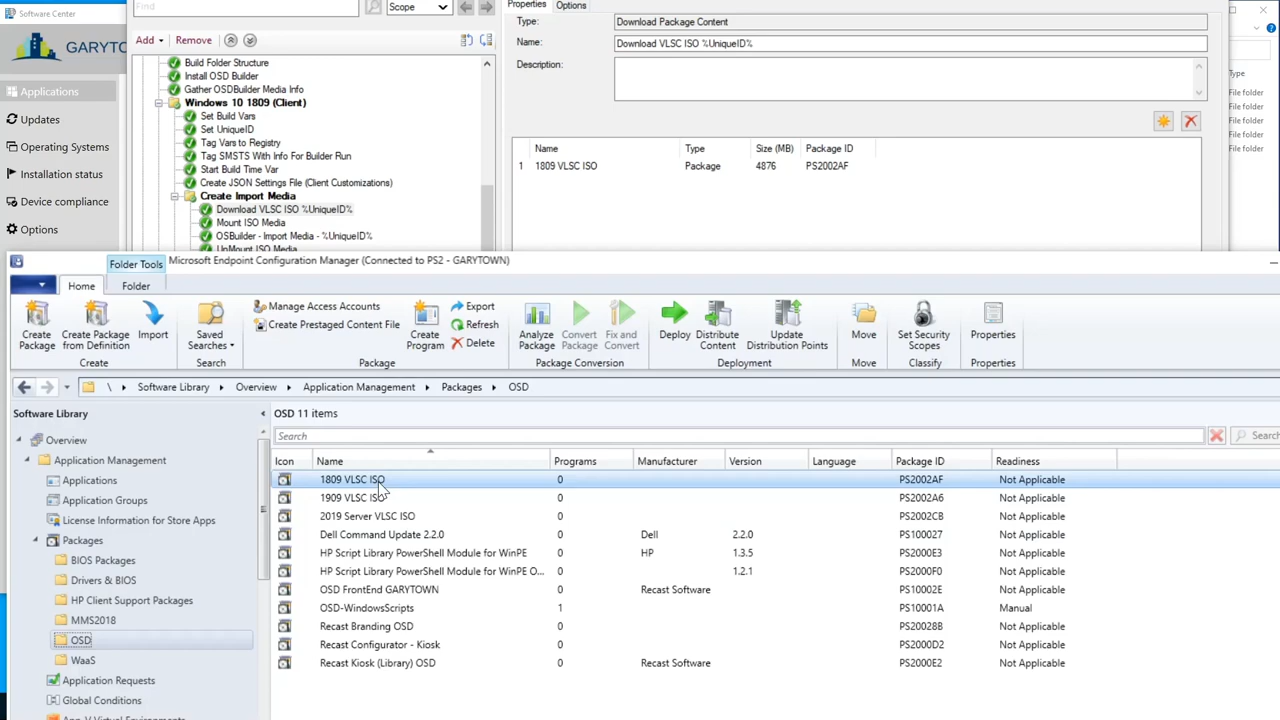 Software Center
GARYTO
Applications
Updates
Operating Systems
Installation status
Device compliance
Options
Find
Scope
Add
Remove
Build Folder Structure
Install OSD Builder
Gather OSDBuilder Media Info
Windows 10 1809 (Client)
Set Build Vars
Set UniqueID
Tag Vars to Registry
Tag SMSTS With Info For Builder Run
Start Build Time Var
Create JSON Settings File (Client Customizations)
Create Import Media
Download VLSC ISO %UniqueID%
Mount ISO Media
OSBuilder - Import Media - %UniqueID%
UnMount ISO Media
Properties Options
Type: Download Package Content
Name: Download VLSC ISO %UniqueID%
Description:
Name Type Size (MB) Package ID
1 1809 VLSC ISO Package 4876 PS2002AF
Type
File folder
File folder
File folder
File folder
File folder
Folder Tools Microsoft Endpoint Configuration Manager (Connected to PS2 - GARYTOWN)
Home Folder
Create Package
Create Package from Definition
Import
Create
Saved Searches
Search
Manage Access Accounts
Create Prestaged Content File
Create Program
Export
Refresh
Delete
Package
Analyze Package
Convert Package
Fix and Convert
Package Conversion
Deploy
Distribute Content
Update Distribution Points
Deployment
Move
Move
Set Security Scopes
Classify
Properties
Properties
\ Software Library Overview Application Management Packages OSD
Software Library
Overview
Application Management
Applications
Application Groups
License Information for Store Apps
Packages
BIOS Packages
Drivers & BIOS
HP Client Support Packages
MMS2018
OSD
WaaS
Application Requests
Global Conditions
App-V Virtual Environments
OSD 11 items
Search
Search
Icon Name Programs Manufacturer Version Language Package ID Readiness
1809 VLSC ISO 0 PS2002AF Not Applicable
1909 VLSC ISO 0 PS2002A6 Not Applicable
2019 Server VLSC ISO 0 PS2002CB Not Applicable
Dell Command Update 2.2.0 0 Dell 2.2.0 PS100027 Not Applicable
HP Script Library PowerShell Module for WinPE 0 HP 1.3.5 PS2000E3 Not Applicable
HP Script Library PowerShell Module for WinPE O... 0 1.2.1 PS2000F0 Not Applicable
OSD FrontEnd GARYTOWN 0 Recast Software PS10002E Not Applicable
OSD-WindowsScripts 1 PS10001A Manual
Recast Branding OSD 0 PS20028B Not Applicable
Recast Configurator - Kiosk 0 PS2000D2 Not Applicable
Recast Kiosk (Library) OSD 0 Recast Software PS2000E2 Not Applicable